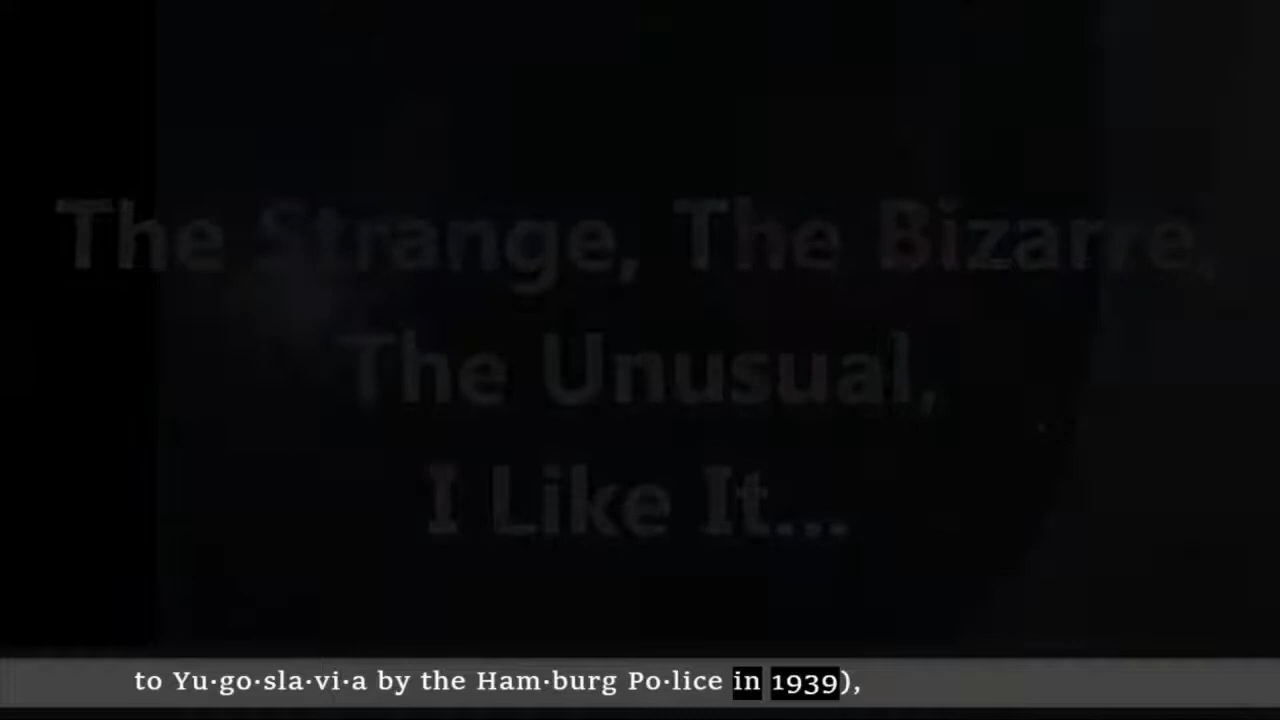 The Strange, The Bizarre,
The Unusual,
I Like It...
to Yu·go·sla·vi·a by the Ham·burg Po·lice in 1939),